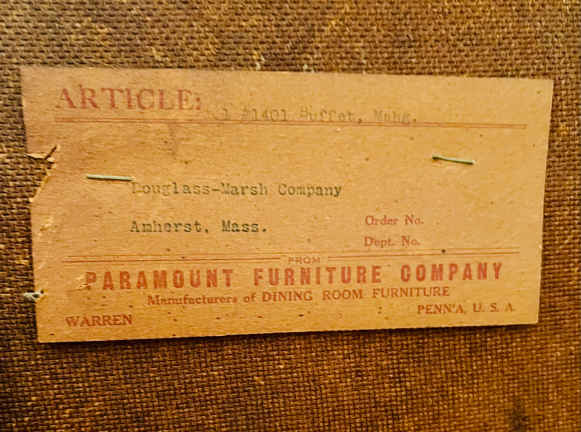 ARTICLE: 1 #1401 Buffet, Mahg.
Douglass-Marsh Company
Amherst, Mass.
Order No.
Dept. No.
FROM
PARAMOUNT FURNITURE COMPANY
Manufacturers of DINING ROOM FURNITURE
WARREN PENN'A, U. S. A.